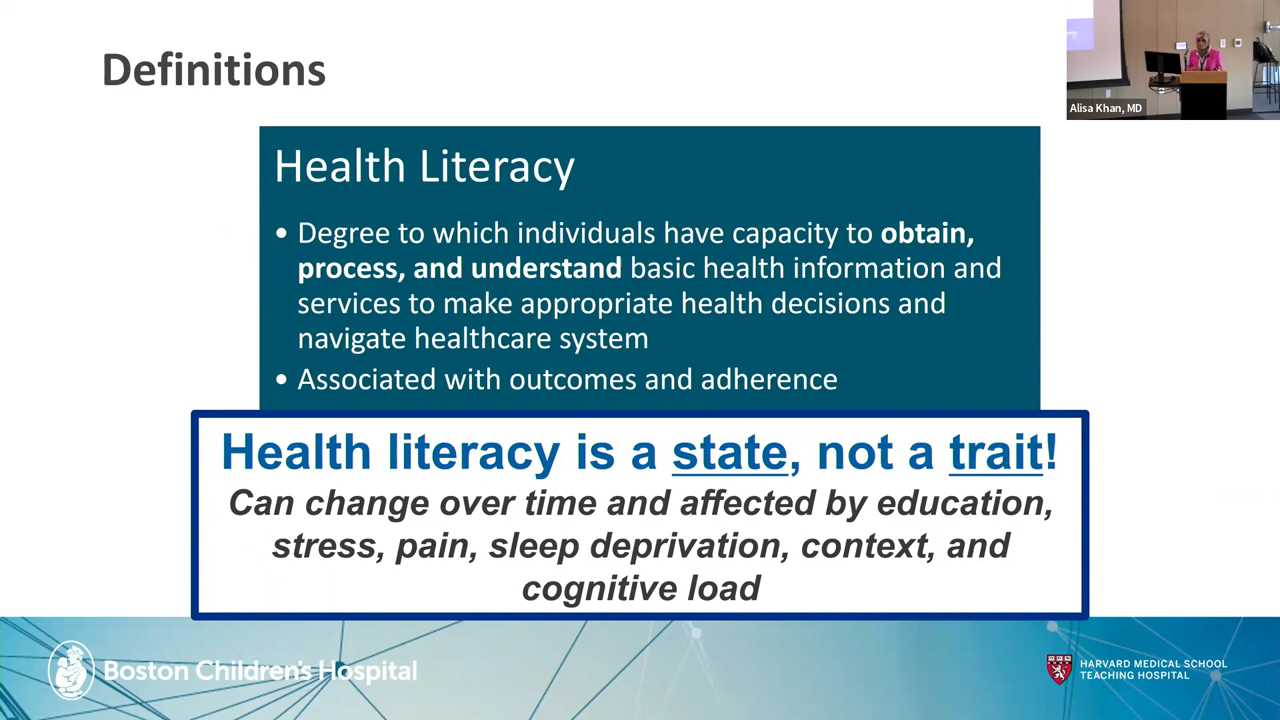 Definitions
Alisa Khan, MD
Health Literacy
• Degree to which individuals have capacity to obtain,
process, and understand basic health information and
services to make appropriate health decisions and
navigate healthcare system
• Associated with outcomes and adherence
Health literacy is a state, not a trait!
Can change over time and affected by education,
stress, pain, sleep deprivation, context, and
cognitive load
Boston Children's Hospital
HARVARD MEDICAL SCHOOL
TEACHING HOSPITAL